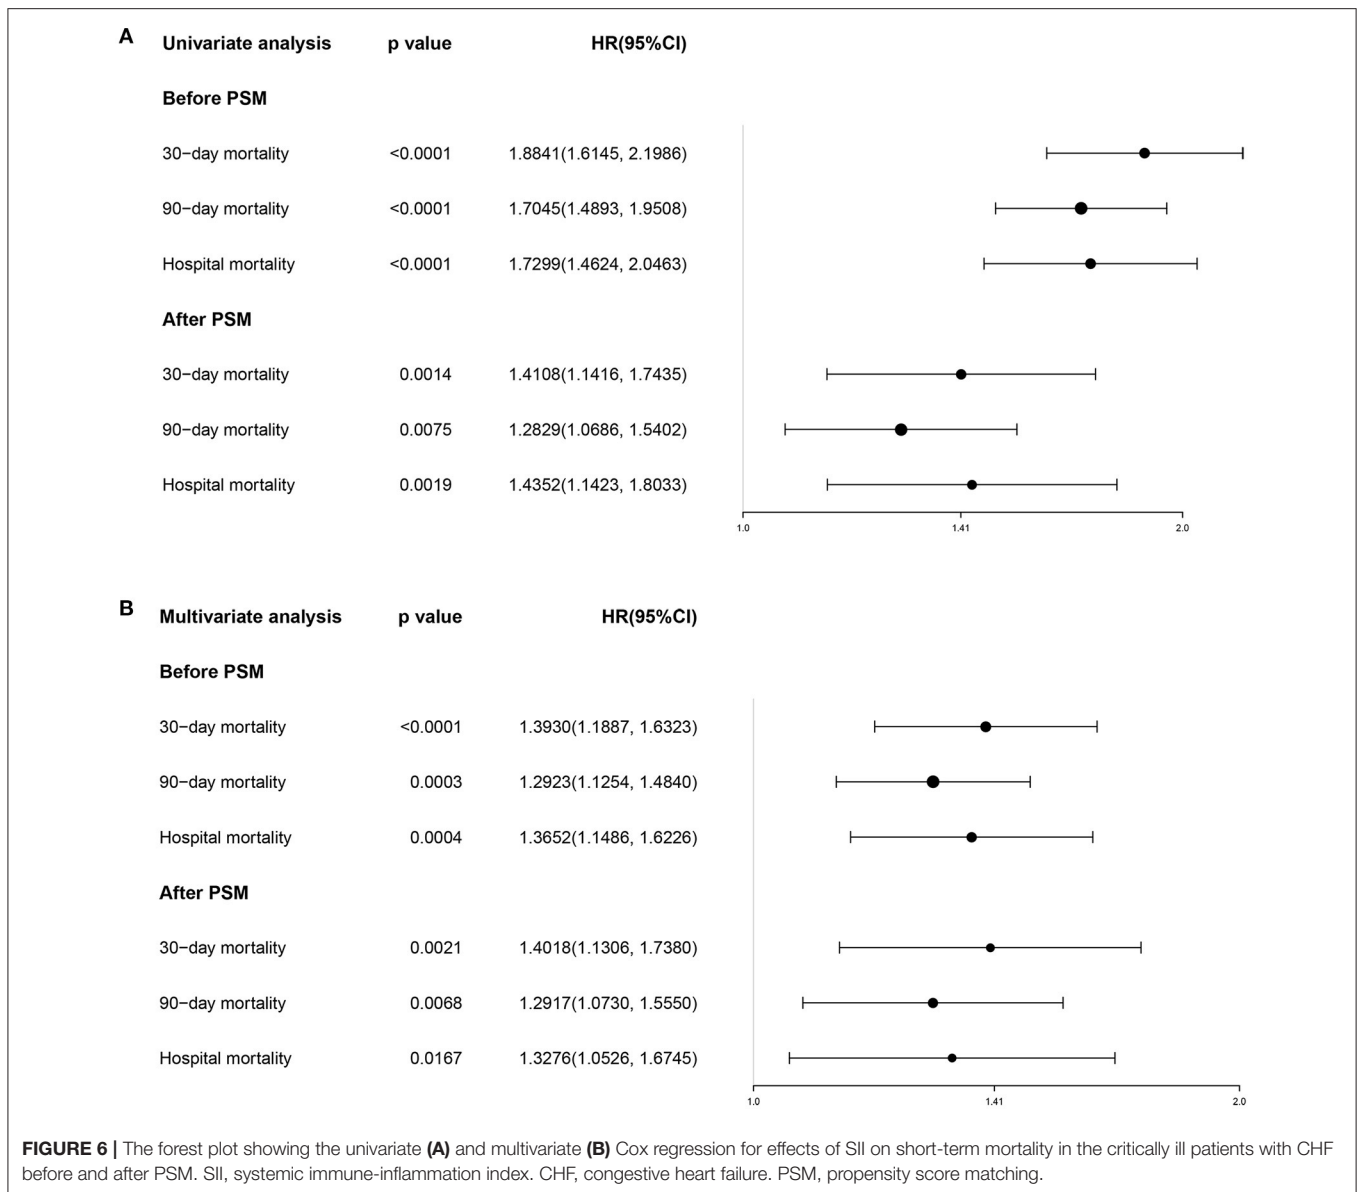 A Univariate analysis p value HR(95%CI)
Before PSM
30−day mortality <0.0001 1.8841(1.6145, 2.1986)
90−day mortality <0.0001 1.7045(1.4893, 1.9508)
Hospital mortality <0.0001 1.7299(1.4624, 2.0463)
After PSM
30−day mortality 0.0014 1.4108(1.1416, 1.7435)
90−day mortality 0.0075 1.2829(1.0686, 1.5402)
Hospital mortality 0.0019 1.4352(1.1423, 1.8033)
1.0 1.41 2.0
B Multivariate analysis p value HR(95%CI)
Before PSM
30−day mortality <0.0001 1.3930(1.1887, 1.6323)
90−day mortality 0.0003 1.2923(1.1254, 1.4840)
Hospital mortality 0.0004 1.3652(1.1486, 1.6226)
After PSM
30−day mortality 0.0021 1.4018(1.1306, 1.7380)
90−day mortality 0.0068 1.2917(1.0730, 1.5550)
Hospital mortality 0.0167 1.3276(1.0526, 1.6745)
1.0 1.41 2.0
FIGURE 6 | The forest plot showing the univariate (A) and multivariate (B) Cox regression for effects of SII on short-term mortality in the critically ill patients with CHF
before and after PSM. SII, systemic immune-inflammation index. CHF, congestive heart failure. PSM, propensity score matching.